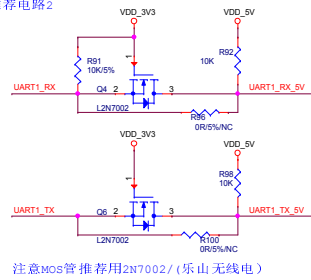 荐电路2
VDD_3V3
VDD_5V
R91
10K/5%
R92
10K
1
UART1_RX
Q4
2
3
UART1_RX_5V
L2N7002
R96
0R/5%/NC
VDD_3V3
VDD_5V
1
R98
10K
UART1_TX
Q6
2
3
UART1_TX_5V
L2N7002
R100
0R/5%/NC
注意MOS管推荐用2N7002/(乐山无线电)